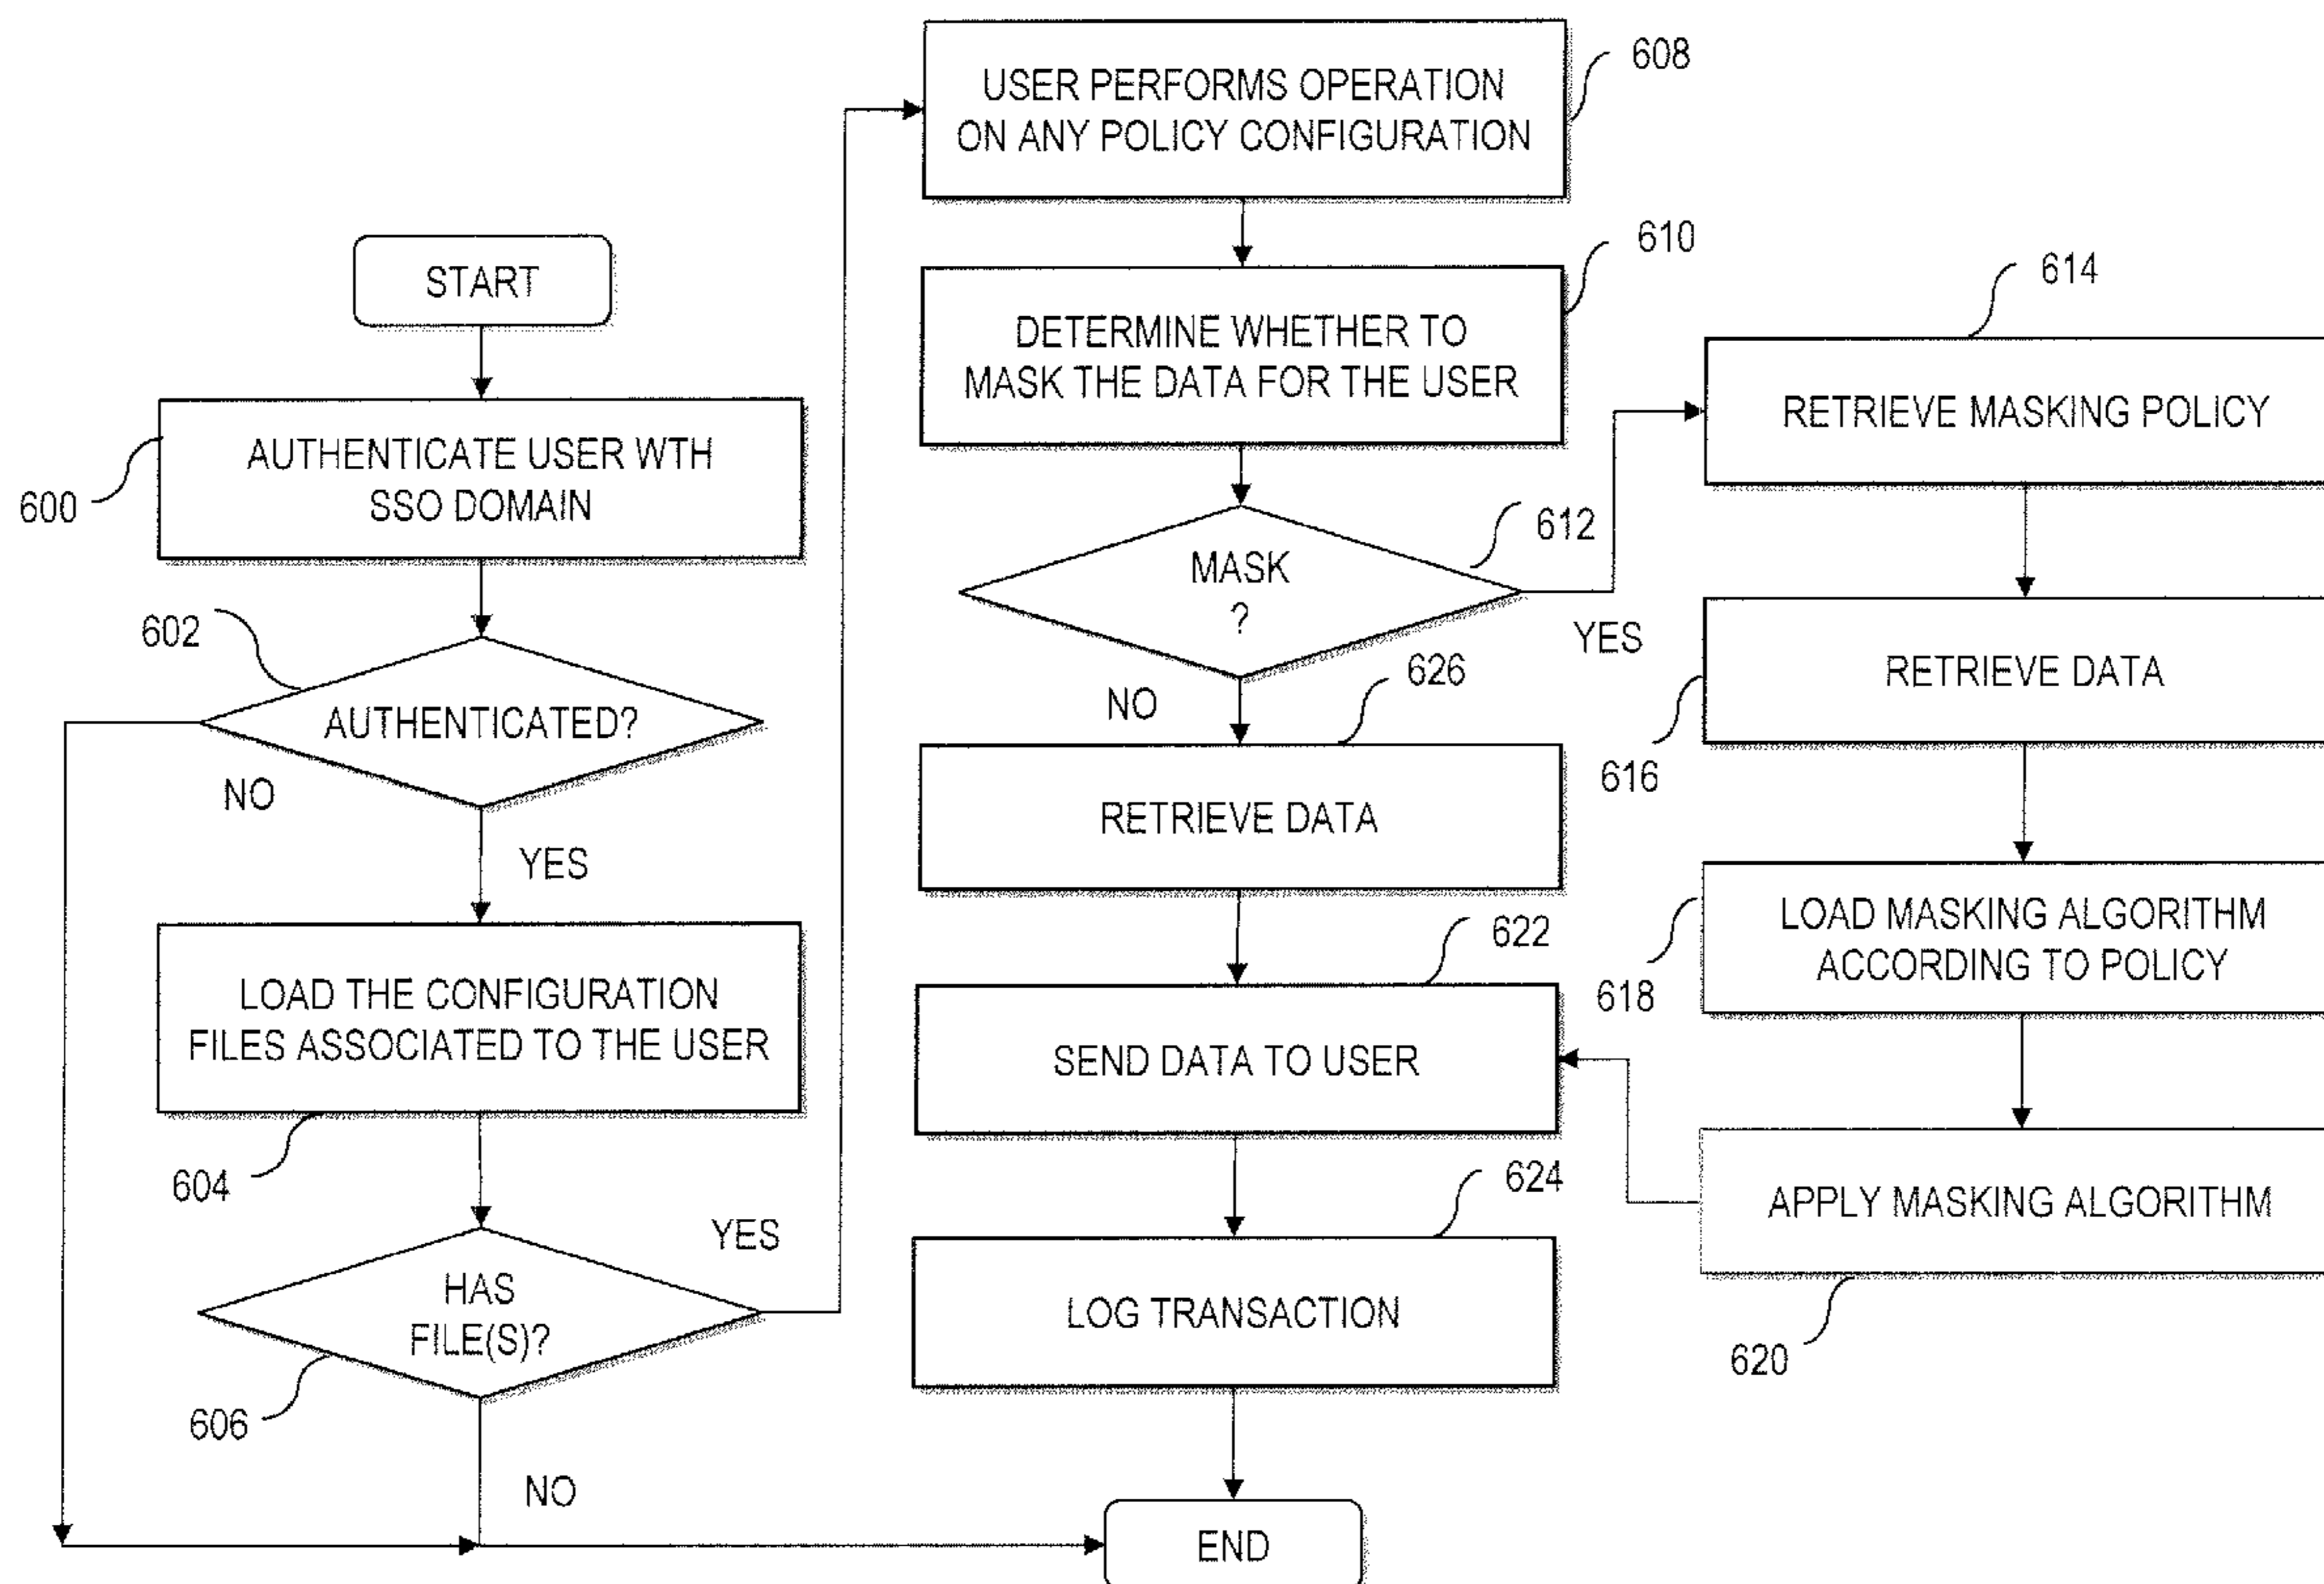 START
600
AUTHENTICATE USER WTH
SSO DOMAIN
602
AUTHENTICATED?
NO
YES
LOAD THE CONFIGURATION
FILES ASSOCIATED TO THE USER
604
HAS
FILE(S)?
YES
606
NO
608
USER PERFORMS OPERATION
ON ANY POLICY CONFIGURATION
610
DETERMINE WHETHER TO
MASK THE DATA FOR THE USER
612
MASK
?
YES
NO
626
RETRIEVE DATA
622
SEND DATA TO USER
624
LOG TRANSACTION
END
614
RETRIEVE MASKING POLICY
616
RETRIEVE DATA
618
LOAD MASKING ALGORITHM
ACCORDING TO POLICY
APPLY MASKING ALGORITHM
620